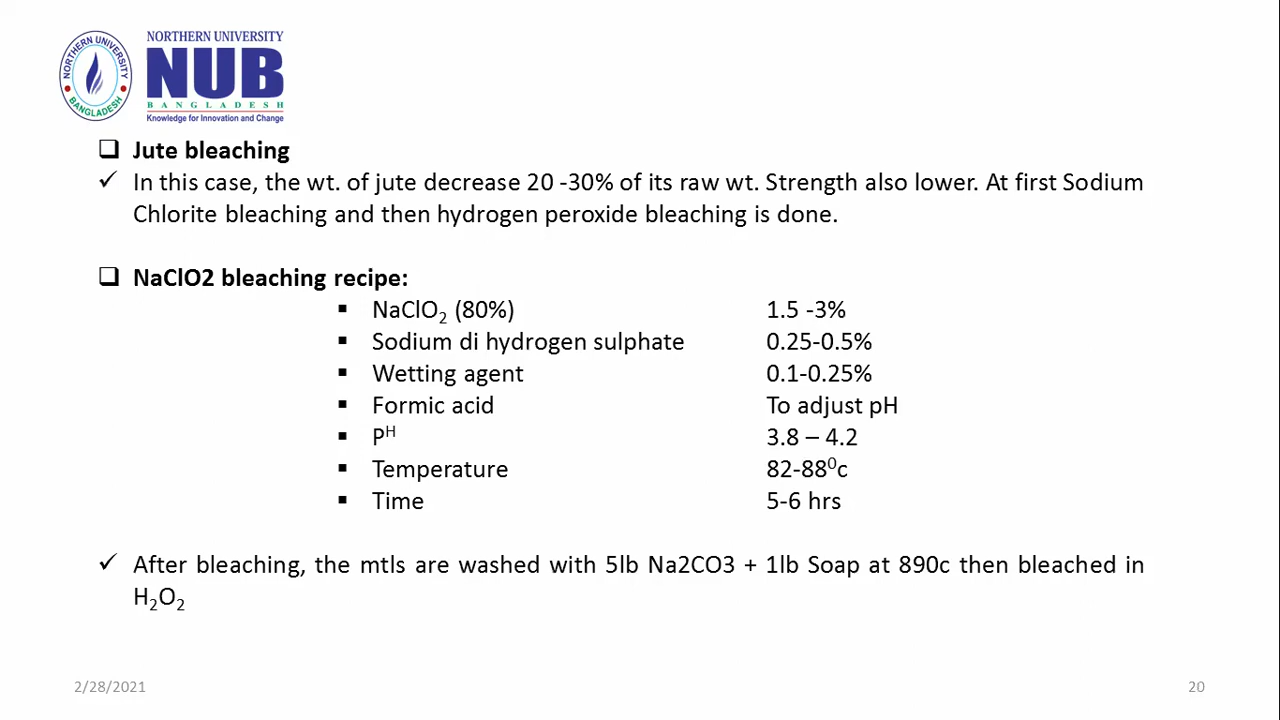 NORTHERN UNIVERSITY
BANGLADESH
NORTHERN UNIVERSITY
NUB
BANGLADESH
Knowledge for Innovation and Change
❑ Jute bleaching
✓ In this case, the wt. of jute decrease 20 -30% of its raw wt. Strength also lower. At first Sodium
Chlorite bleaching and then hydrogen peroxide bleaching is done.
❑ NaClO2 bleaching recipe:
▪ NaClO₂ (80%) 1.5 -3%
▪ Sodium di hydrogen sulphate 0.25-0.5%
▪ Wetting agent 0.1-0.25%
▪ Formic acid To adjust pH
▪ Pᴴ 3.8 – 4.2
▪ Temperature 82-88⁰c
▪ Time 5-6 hrs
✓ After bleaching, the mtls are washed with 5lb Na2CO3 + 1lb Soap at 890c then bleached in
H₂O₂
2/28/2021 20